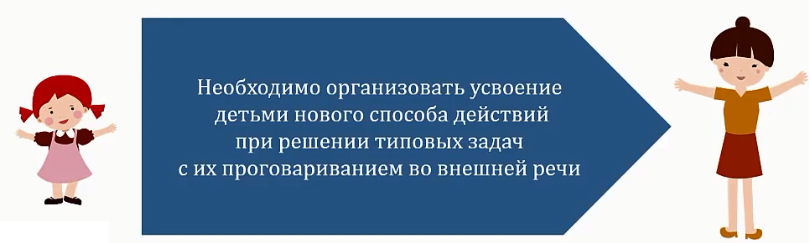 Необходимо организовать усвоение
детьми нового способа действий
при решении типовых задач
с их проговариванием во внешней речи